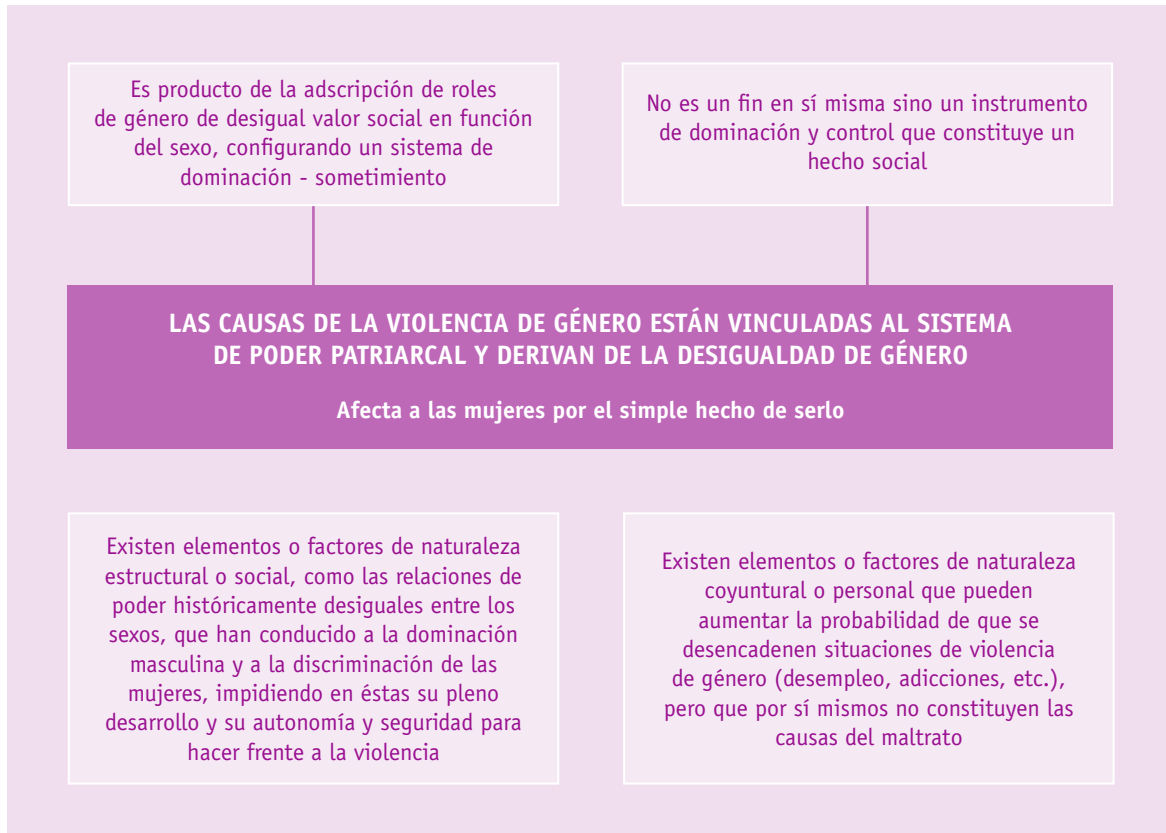 Es producto de la adscripción de roles
de género de desigual valor social en función
del sexo, configurando un sistema de
dominación - sometimiento
No es un fin en sí misma sino un instrumento
de dominación y control que constituye un
hecho social
LAS CAUSAS DE LA VIOLENCIA DE GÉNERO ESTÁN VINCULADAS AL SISTEMA
DE PODER PATRIARCAL Y DERIVAN DE LA DESIGUALDAD DE GÉNERO
Afecta a las mujeres por el simple hecho de serlo
Existen elementos o factores de naturaleza
estructural o social, como las relaciones de
poder históricamente desiguales entre los
sexos, que han conducido a la dominación
masculina y a la discriminación de las
mujeres, impidiendo en éstas su pleno
desarrollo y su autonomía y seguridad para
hacer frente a la violencia
Existen elementos o factores de naturaleza
coyuntural o personal que pueden
aumentar la probabilidad de que se
desencadenen situaciones de violencia
de género (desempleo, adicciones, etc.),
pero que por sí mismos no constituyen las
causas del maltrato